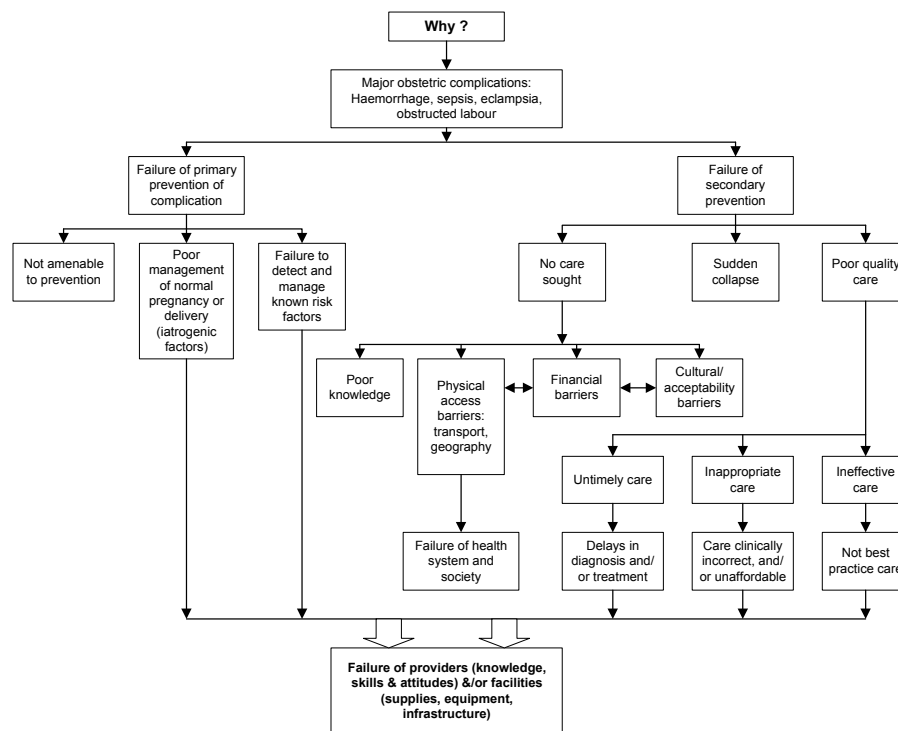 Why ?
Major obstetric complications:
Haemorrhage, sepsis, eclampsia,
obstructed labour
Failure of primary
prevention of
complication
Failure of
secondary
prevention
Not amenable
to prevention
Poor
management
of normal
pregnancy or
delivery
(iatrogenic
factors)
Failure to
detect and
manage
known risk
factors
No care
sought
Sudden
collapse
Poor quality
care
Poor
knowledge
Physical
access
barriers:
transport,
geography
Financial
barriers
Cultural/
acceptability
barriers
Untimely care
Inappropriate
care
Ineffective
care
Failure of health
system and
society
Delays in
diagnosis and/
or treatment
Care clinically
incorrect, and/
or unaffordable
Not best
practice care
Failure of providers (knowledge,
skills & attitudes) &/or facilities
(supplies, equipment,
infrastructure)